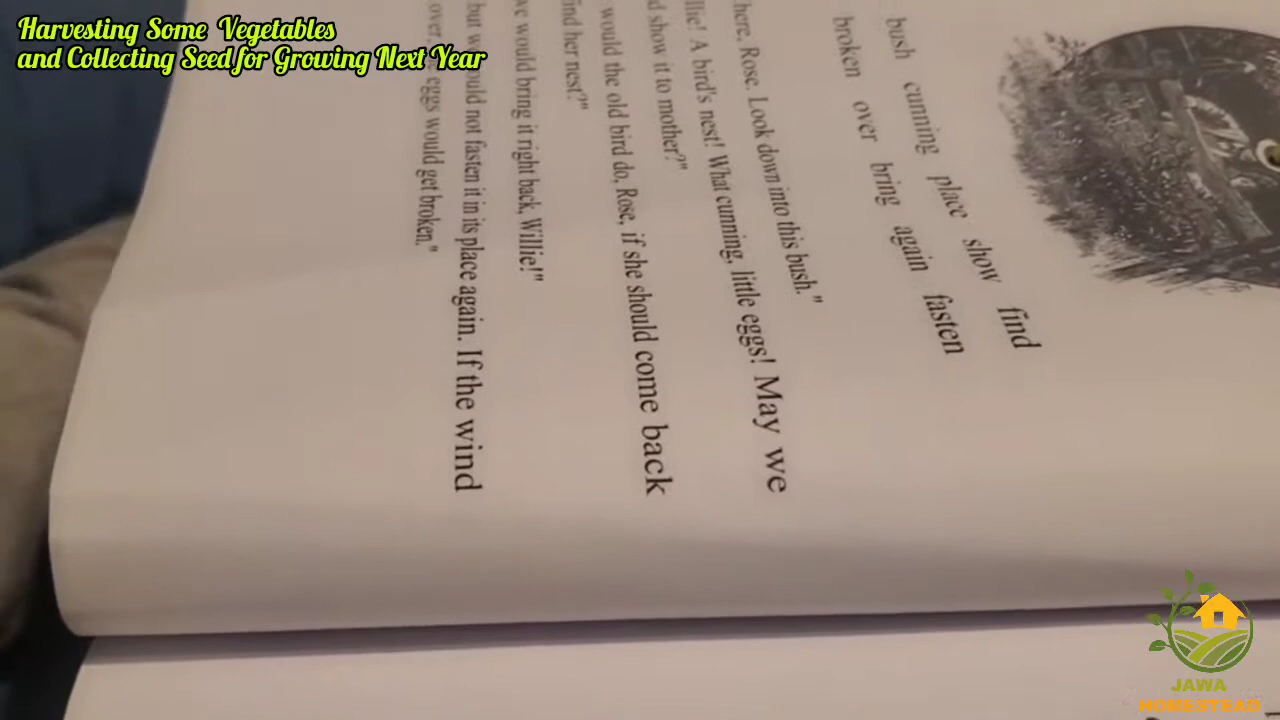 Harvesting Some Vegetables
and Collecting Seed for Growing Next Year
bush cunning place show find
broken over bring again fasten
here, Rose. Look down into this bush."
A bird's nest! What cunning, little eggs! May we
show it to mother?"
would the old bird do, Rose, if she should come back
find her nest?"
we would bring it right back, Willie!"
but would not fasten it in its place again. If the wind
over, eggs would get broken."
JAWA
HOMESTEAD